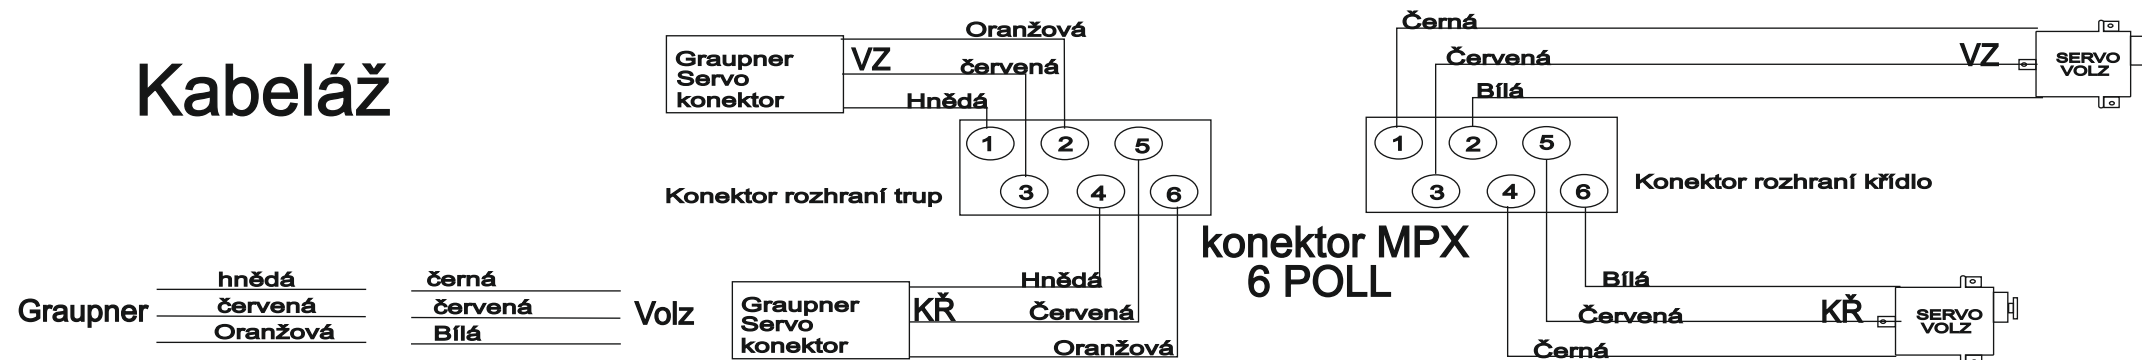 Kabeláž
Graupner
Servo
konektor
VZ
Oranžová
červená
Hnědá
1 2 5
3 4 6
Konektor rozhraní trup
Černá
Červená
Bílá
VZ
SERVO
VOLZ
1 2 5
3 4 6
Konektor rozhraní křídlo
konektor MPX
6 POLL
Graupner
hnědá
červená
Oranžová
černá
červená
Bílá
Volz
Graupner
Servo
konektor
KŘ
Hnědá
Červená
Oranžová
Bílá
Červená
Černá
KŘ
SERVO
VOLZ